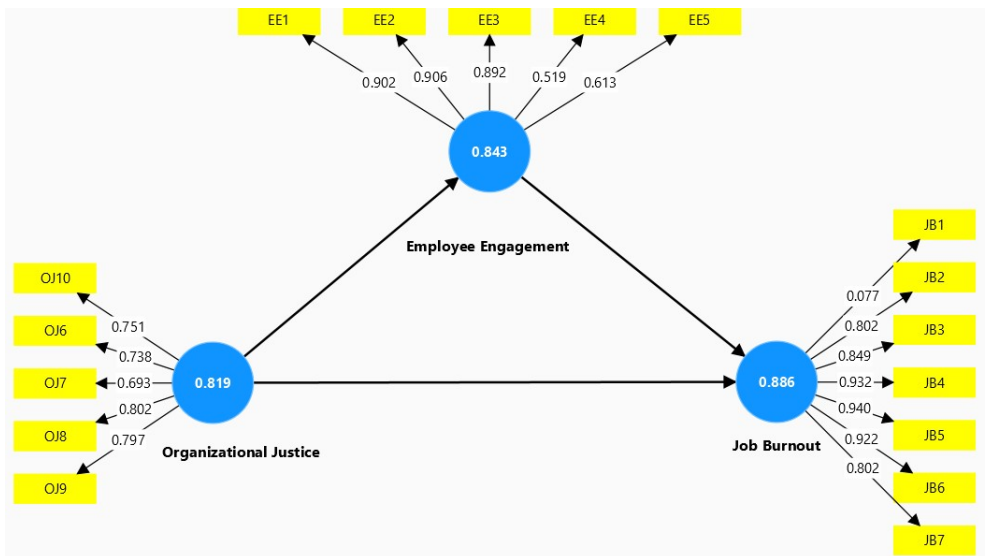 EE1
EE2
EE3
EE4
EE5
0.902
0.906
0.892
0.519
0.613
0.843
Employee Engagement
OJ10
OJ6
OJ7
OJ8
OJ9
0.751
0.738
0.693
0.802
0.797
0.819
Organizational Justice
JB1
JB2
JB3
JB4
JB5
JB6
JB7
0.077
0.802
0.849
0.932
0.940
0.922
0.802
0.886
Job Burnout